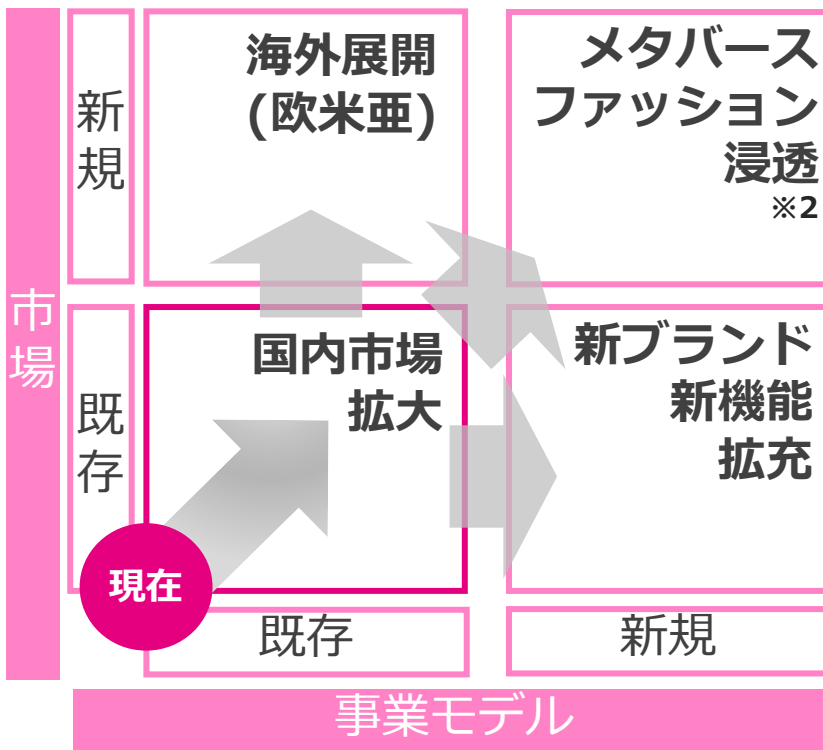 市場
新規
海外展開
(欧米亜)
メタバース
ファッション
浸透
※2
既存
国内市場
拡大
新ブランド
新機能
拡充
現在
既存
新規
事業モデル